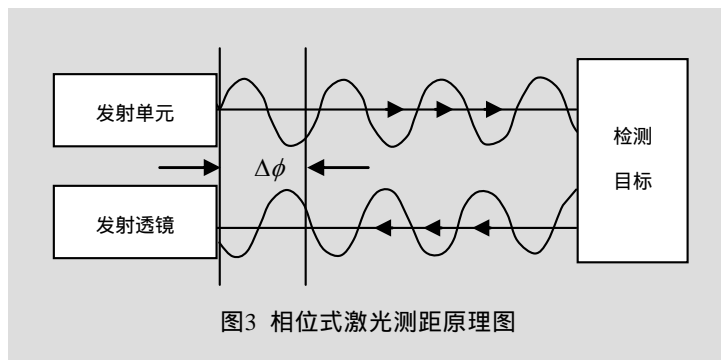 发射单元
检测
目标
Δϕ
发射透镜
图3 相位式激光测距原理图